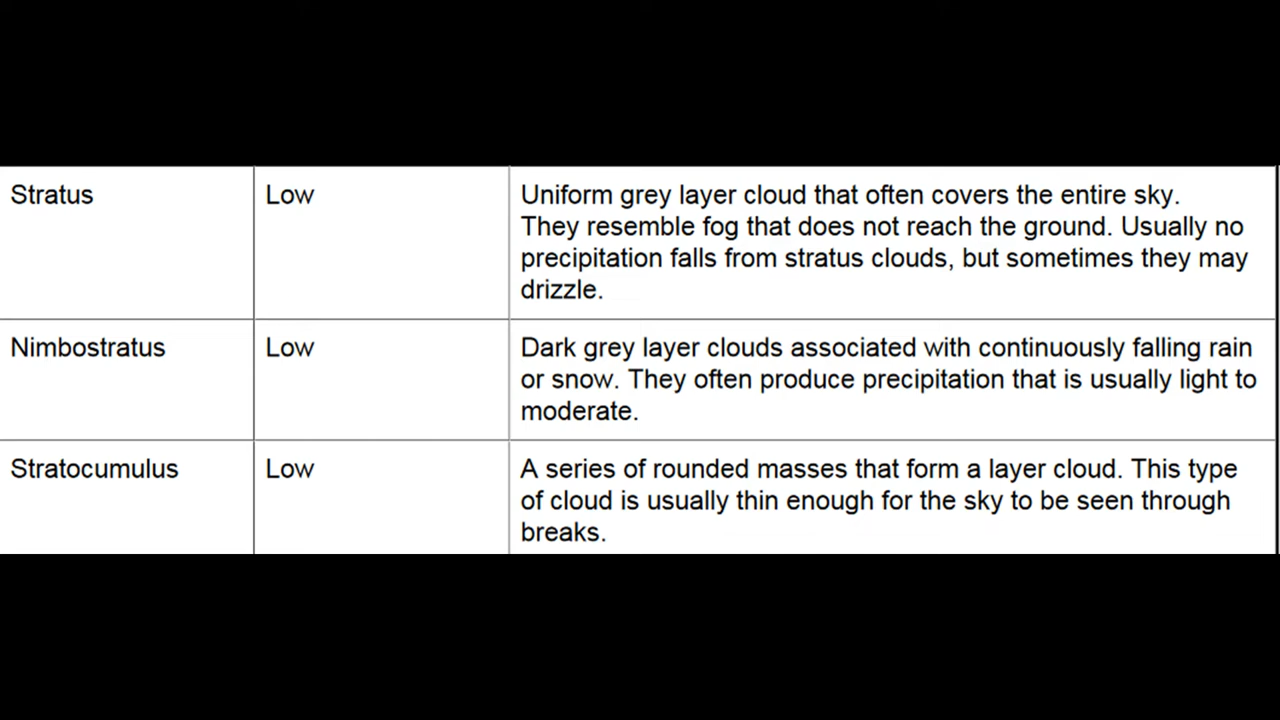 Stratus
Low
Uniform grey layer cloud that often covers the entire sky.
They resemble fog that does not reach the ground. Usually no
precipitation falls from stratus clouds, but sometimes they may
drizzle.
Nimbostratus
Low
Dark grey layer clouds associated with continuously falling rain
or snow. They often produce precipitation that is usually light to
moderate.
Stratocumulus
Low
A series of rounded masses that form a layer cloud. This type
of cloud is usually thin enough for the sky to be seen through
breaks.